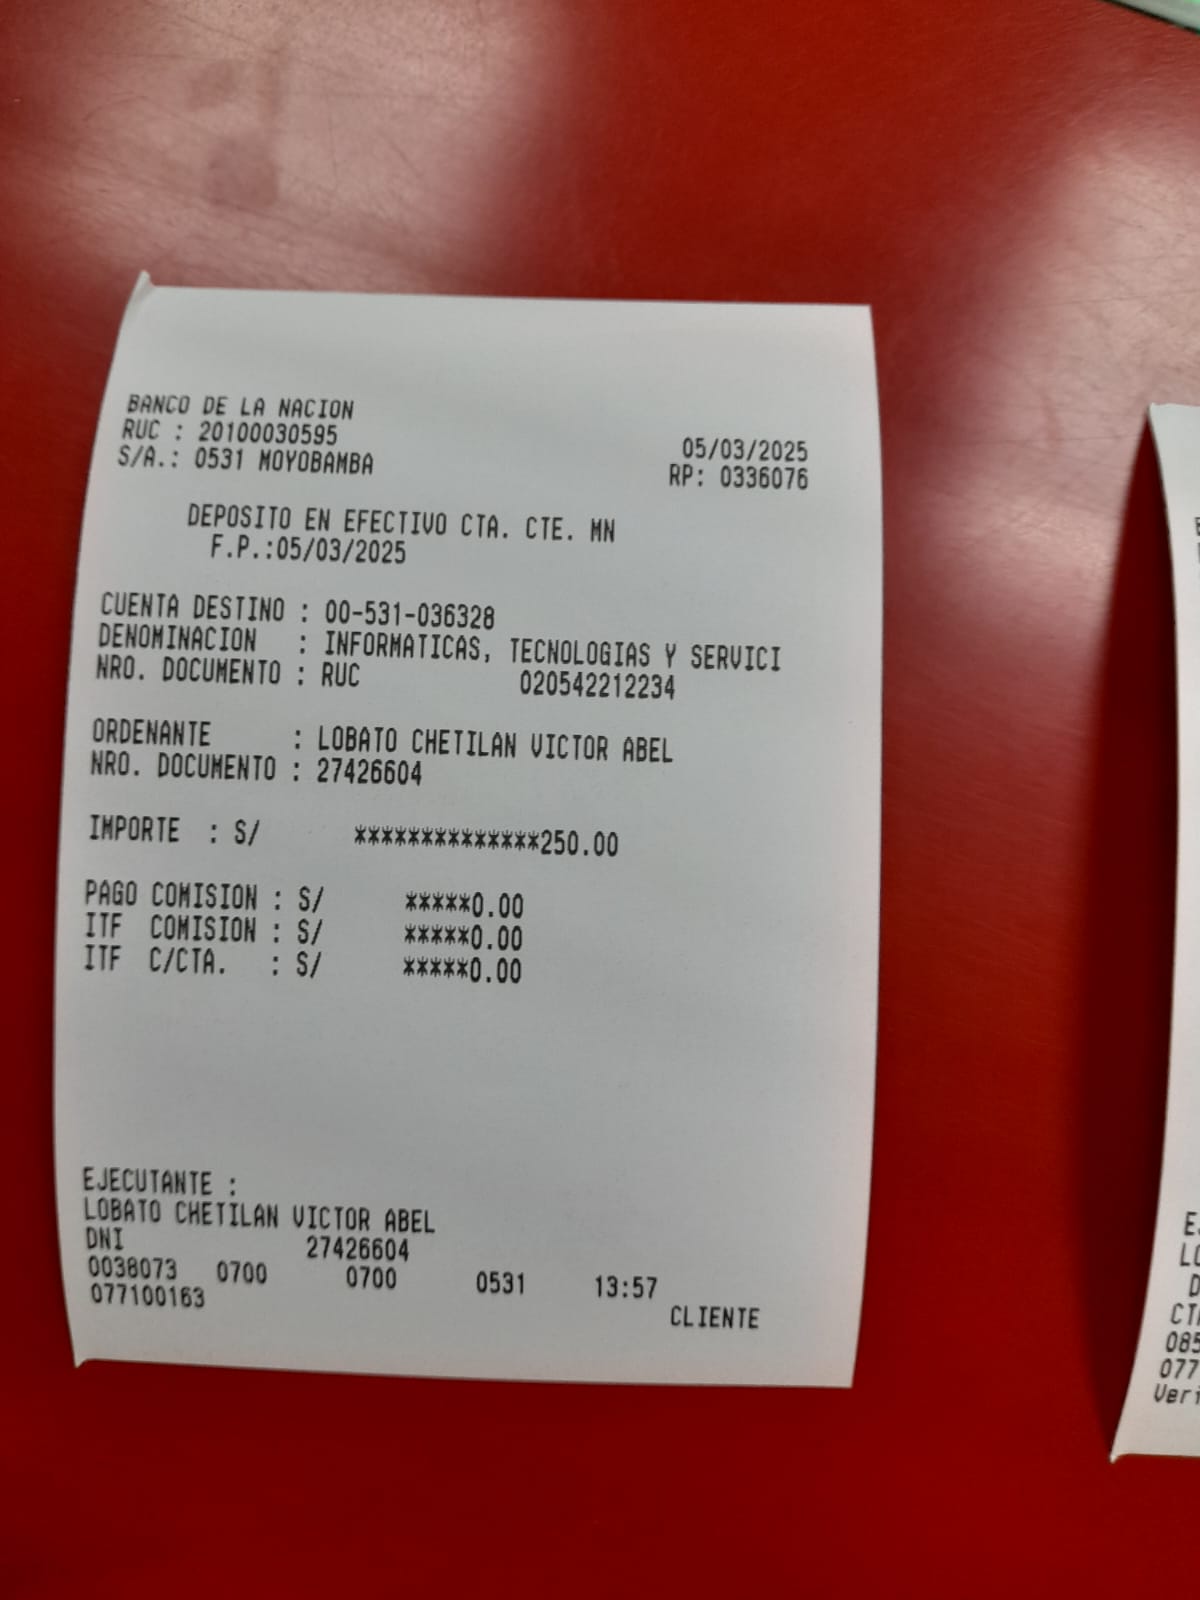 BANCO DE LA NACION
RUC : 20100030595
05/03/2025
S/A.: 0531 MOYOBAMBA
RP: 0336076
DEPOSITO EN EFECTIVO CTA. CTE. MN
F.P.:05/03/2025
CUENTA DESTINO : 00-531-036328
DENOMINACION : INFORMATICAS, TECNOLOGIAS Y SERVICI
NRO. DOCUMENTO : RUC 020542212234
ORDENANTE : LOBATO CHETILAN VICTOR ABEL
NRO. DOCUMENTO : 27426604
IMPORTE : S/ **************250.00
PAGO COMISION : S/ *****0.00
ITF COMISION : S/ *****0.00
ITF C/CTA. : S/ *****0.00
EJECUTANTE :
LOBATO CHETILAN VICTOR ABEL
DNI 27426604
0038073 0700 0700 0531 13:57
077100163
CLIENTE
085
077
Veri